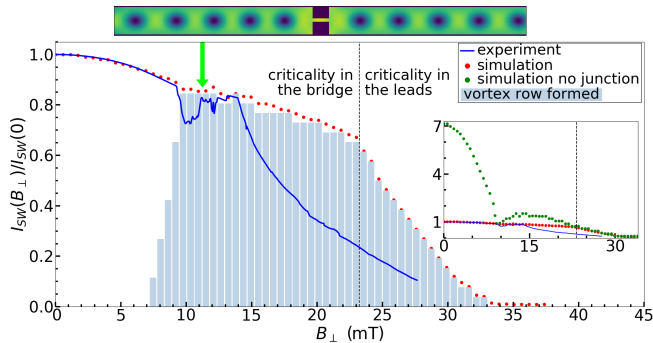 1.0
0.8
0.6
0.4
0.2
0.0
I_SW(B_⊥)/I_SW(0)
criticality in the bridge
criticality in the leads
experiment
simulation
simulation no junction
vortex row formed
7
4
1
0 15 30
0 5 10 15 20 25 30 35 40 45
B_⊥ (mT)